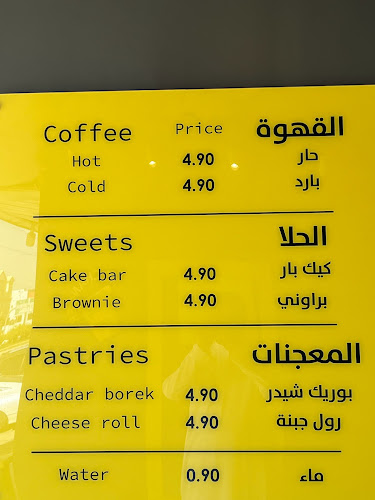 Coffee Price القهوة
Hot 4.90 حار
Cold 4.90 بارد
Sweets الحلا
Cake bar 4.90 كيك بار
Brownie 4.90 براوني
Pastries المعجنات
Cheddar borek 4.90 بوريك شيدر
Cheese roll 4.90 رول جبنة
Water 0.90 ماء